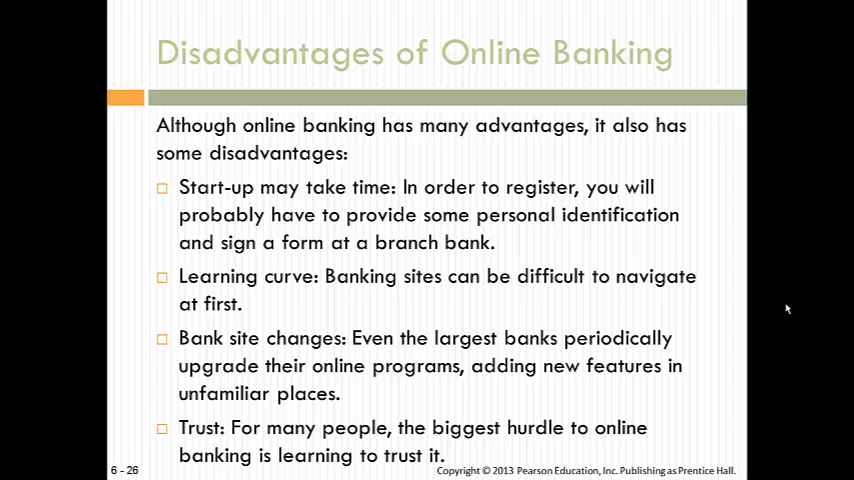 Disadvantages of Online Banking
Although online banking has many advantages, it also has
some disadvantages:
Start-up may take time: In order to register, you will
probably have to provide some personal identification
and sign a form at a branch bank.
Learning curve: Banking sites can be difficult to navigate
at first.
Bank site changes: Even the largest banks periodically
upgrade their online programs, adding new features in
unfamiliar places.
Trust: For many people, the biggest hurdle to online
banking is learning to trust it.
6 - 26
Copyright © 2013 Pearson Education, Inc. Publishing as Prentice Hall.